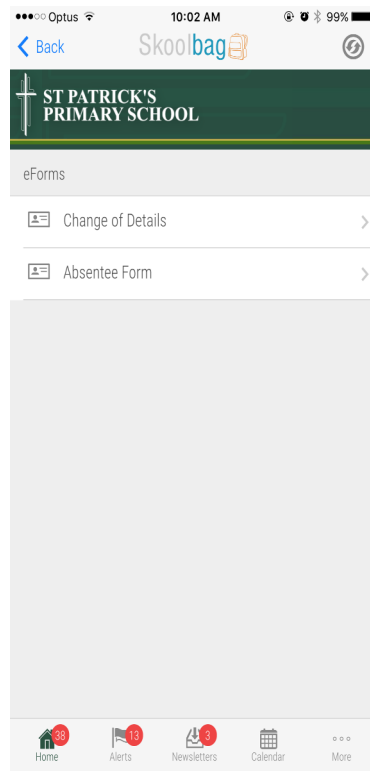 Optus 10:02 AM 99%
Back Skoolbag
ST PATRICK'S
PRIMARY SCHOOL
eForms
Change of Details
Absentee Form
38 13 3
Home Alerts Newsletters Calendar More